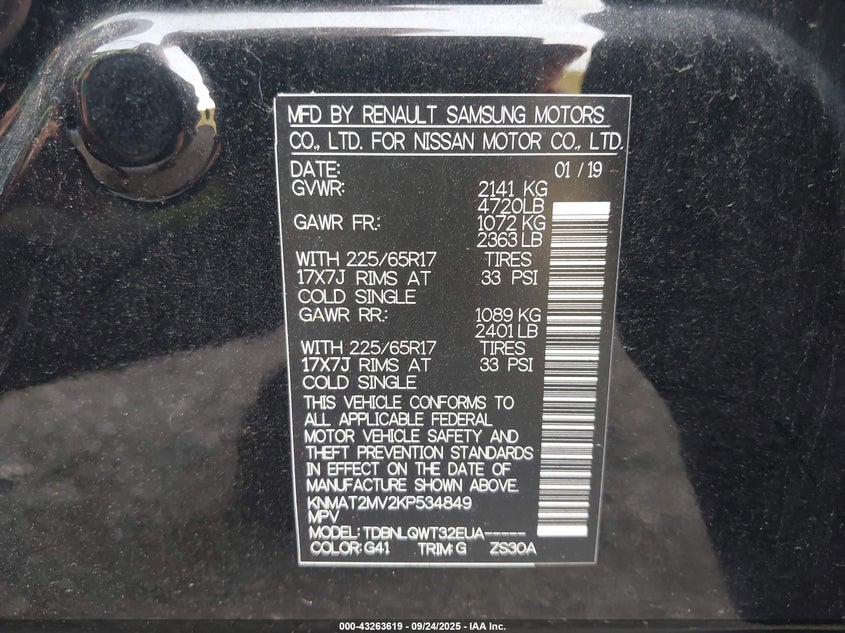 MFD BY RENAULT SAMSUNG MOTORS
CO., LTD. FOR NISSAN MOTOR CO., LTD.
DATE: 01 / 19
GVWR: 2141 KG
4720LB
GAWR FR: 1072 KG
2363 LB
WITH 225/65R17 TIRES
17X7J RIMS AT 33 PSI
COLD SINGLE
GAWR RR: 1089 KG
2401 LB
WITH 225/65R17 TIRES
17X7J RIMS AT 33 PSI
COLD SINGLE
THIS VEHICLE CONFORMS TO
ALL APPLICABLE FEDERAL
MOTOR VEHICLE SAFETY AND
THEFT PREVENTION STANDARDS
IN EFFECT ON THE DATE OF
MANUFACTURE SHOWN ABOVE.
KNMAT2MV2KP534849
MPV
MODEL: TDBNLQWT32EUA-----
COLOR: G41 TRIM: G ZS30A
000-43263619 - 09/24/2025 - IAA Inc.